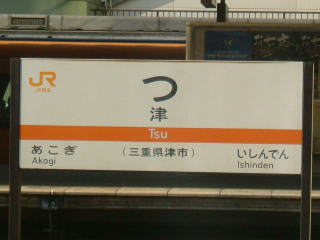 JR
つ
津
Tsu
あこぎ
Akogi
(三重県津市)
いしんでん
Ishinden